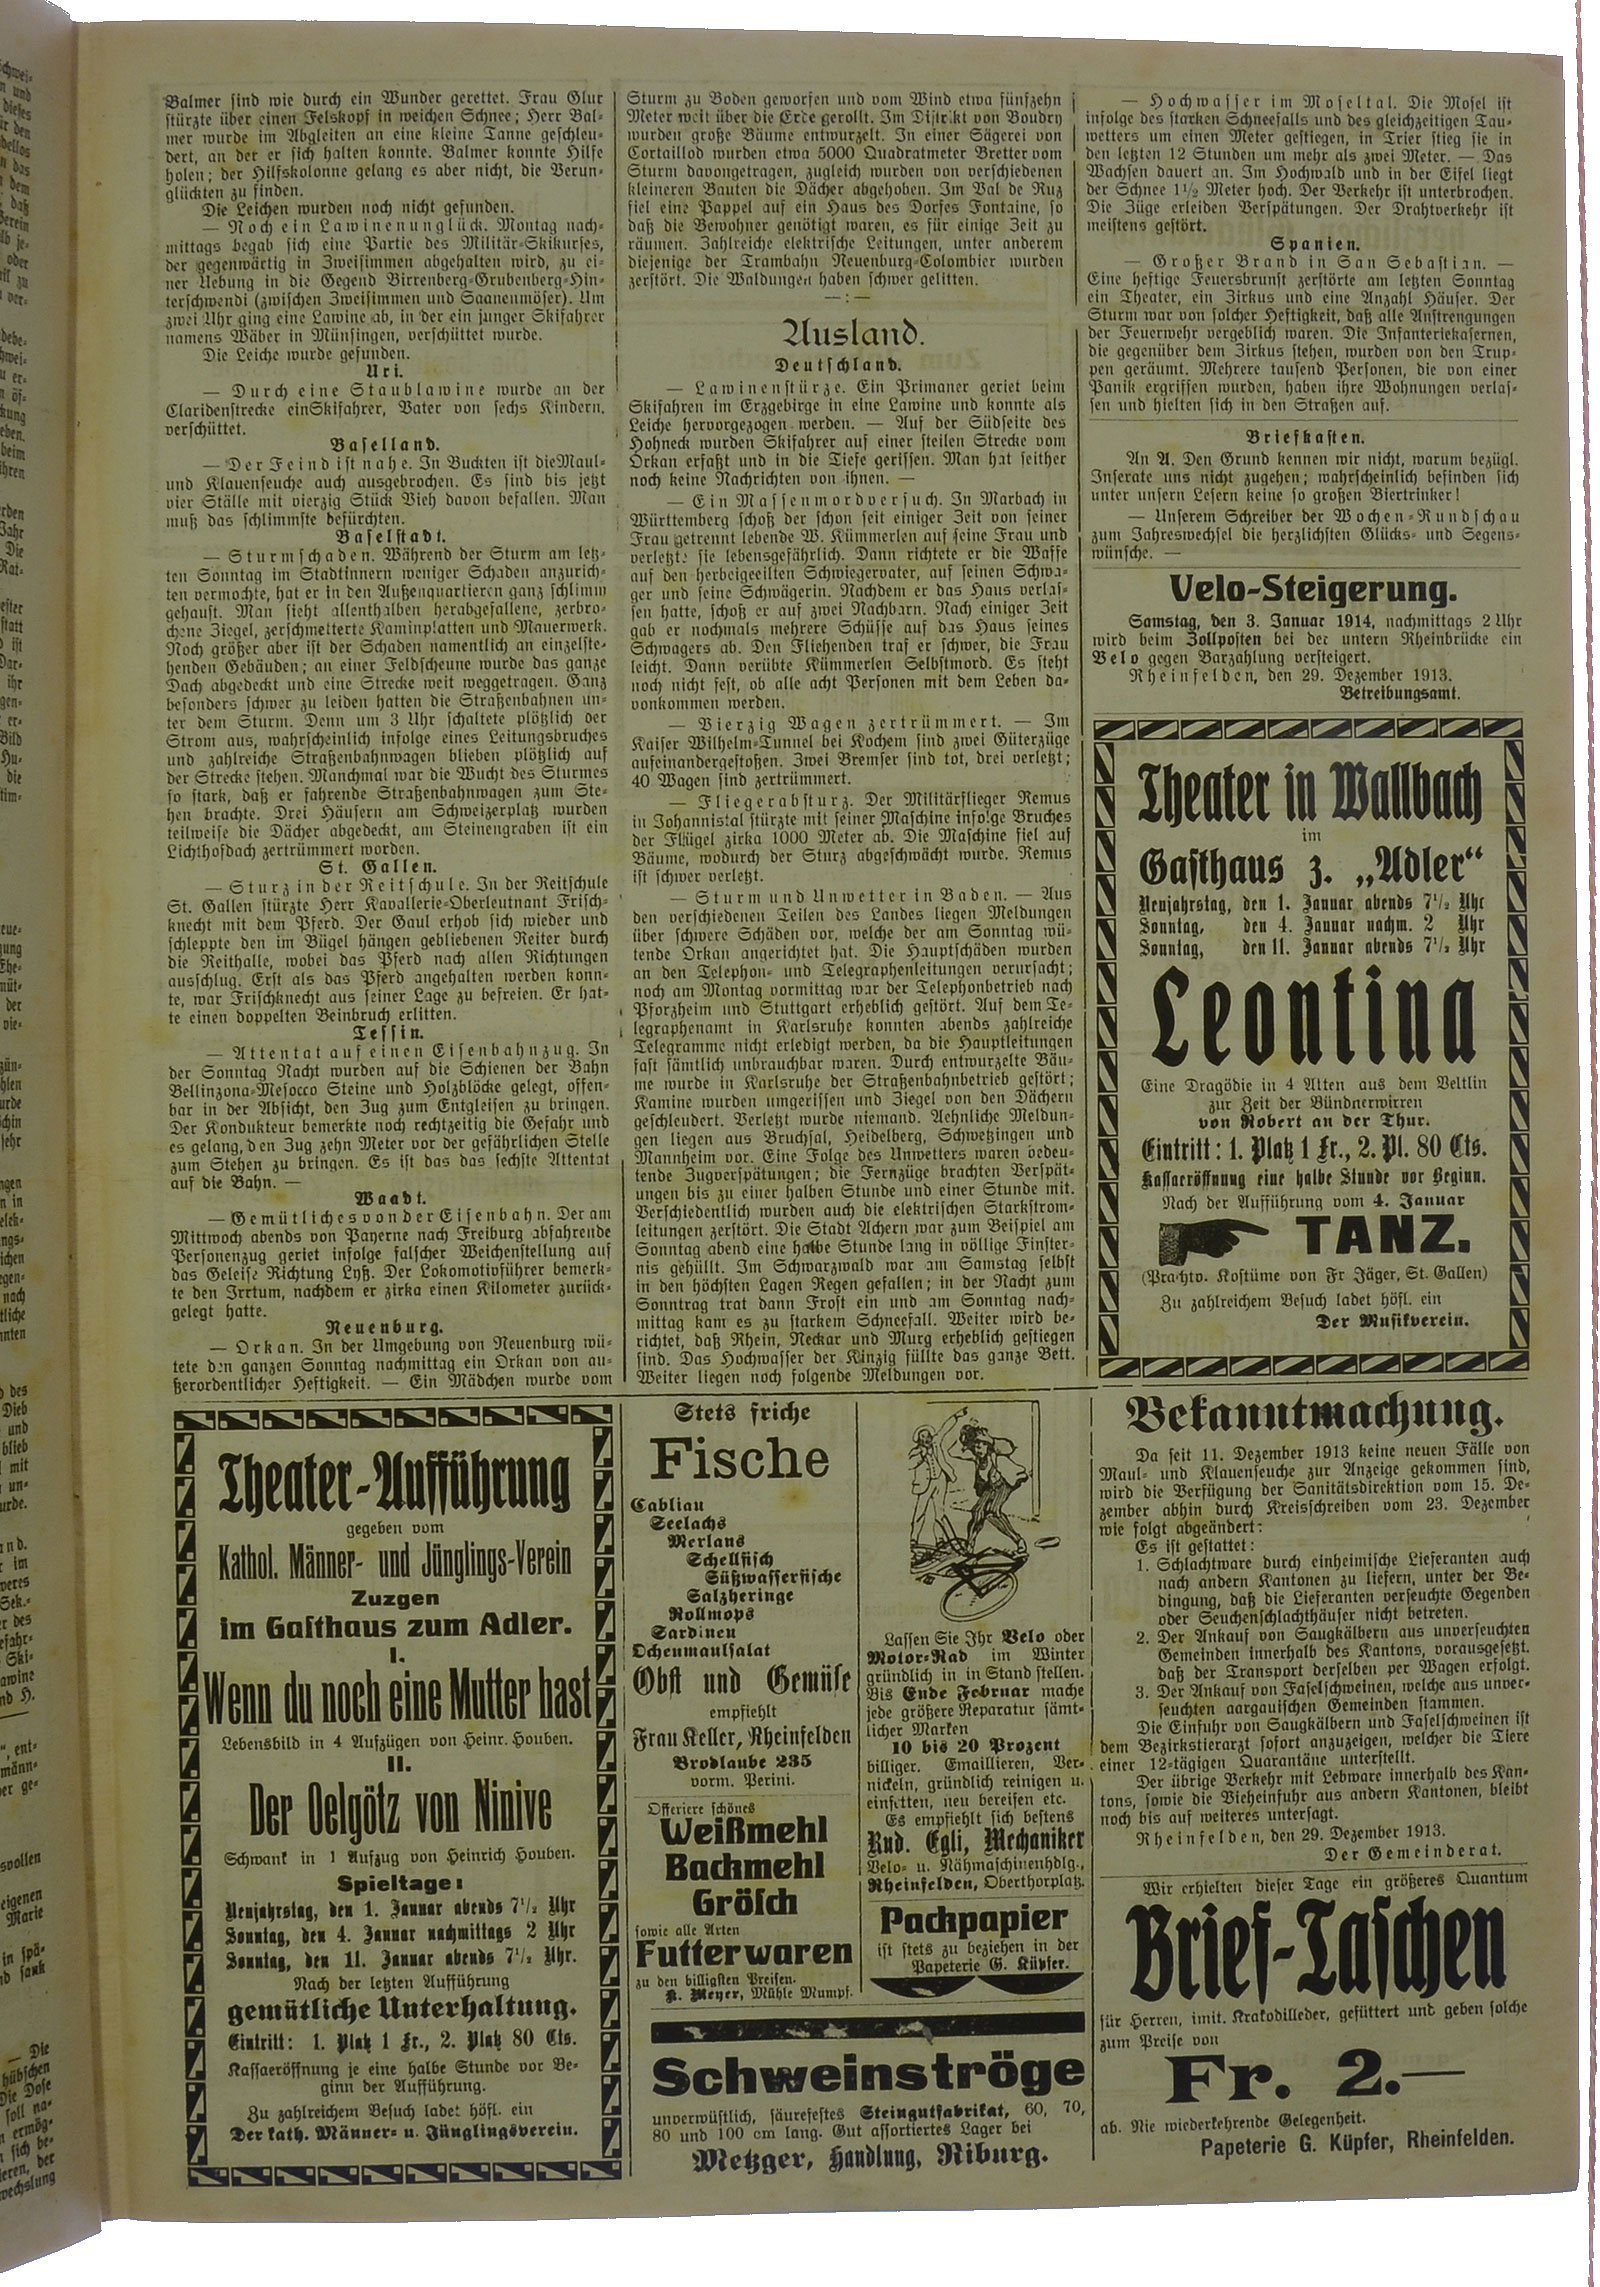 Balmer sind wie durch ein Wunder gerettet. Frau Glur
stürzte über einen Felskopf in weichen Schnee; Herr Bal-
mer wurde im Abgleiten an eine kleine Tanne geschleu-
dert, an der er sich halten konnte. Balmer konnte Hilfe
holen; der Hilfskolonne gelang es aber nicht, die Verun-
glückten zu finden.
Die Leichen wurden noch nicht gefunden.
— Noch ein Lawinenunglück. Montag nach-
mittags begab sich eine Partie des Militär-Skikurses,
der gegenwärtig in Zweisimmen abgehalten wird, zu ei-
ner Uebung in die Gegend Birrenberg-Grubenberg-Hin-
terschwendi (zwischen Zweisimmen und Saanenmöser). Um
zwei Uhr ging eine Lawine ab, in der ein junger Skifahrer
namens Wäber in Münsingen, verschüttet wurde.
Die Leiche wurde gefunden.
Uri.
— Durch eine Staublawine wurde an der
Claridenstrecke einSkifahrer, Vater von sechs Kindern,
verschüttet.
Baselland.
— Der Feind ist nahe. In Buckten ist dieMaul-
und Klauenseuche auch ausgebrochen. Es sind bis jetzt
vier Ställe mit vierzig Stück Vieh davon befallen. Man
muß das schlimmste befürchten.
Baselstadt.
— Sturmschaden. Während der Sturm am letz-
ten Sonntag im Stadtinnern weniger Schaden anzurich-
ten vermochte, hat er in den Außenquartieren ganz schlimm
gehaust. Man sieht allenthalben herabgefallene, zerbro-
chene Ziegel, zerschmetterte Kaminplatten und Mauerwerk.
Noch größer aber ist der Schaden namentlich an einzelste-
henden Gebäuden; an einer Feldscheune wurde das ganze
Dach abgedeckt und eine Strecke weit weggetragen. Ganz
besonders schwer zu leiden hatten die Straßenbahnen un-
ter dem Sturm. Denn um 3 Uhr schaltete plötzlich der
Strom aus, wahrscheinlich infolge eines Leitungsbruches
und zahlreiche Straßenbahnwagen blieben plötzlich auf
der Strecke stehen. Manchmal war die Wucht des Sturmes
so stark, daß er fahrende Straßenbahnwagen zum Ste-
hen brachte. Drei Häusern am Schweizerplatz wurden
teilweise die Dächer abgedeckt, am Steinengraben ist ein
Lichthofdach zertrümmert worden.
St. Gallen.
— Sturz in der Reitschule. In der Reitschule
St. Gallen stürzte Herr Kavallerie-Oberleutnant Frisch-
knecht mit dem Pferd. Der Gaul erhob sich wieder und
schleppte den im Bügel hängen gebliebenen Reiter durch
die Reithalle, wobei das Pferd nach allen Richtungen
ausschlug. Erst als das Pferd angehalten werden konn-
te, war Frischknecht aus seiner Lage zu befreien. Er hat-
te einen doppelten Beinbruch erlitten.
Tessin.
— Attentat auf einen Eisenbahnzug. In
der Sonntag Nacht wurden auf die Schienen der Bahn
Bellinzona-Mesocco Steine und Holzblöcke gelegt, offen-
bar in der Absicht, den Zug zum Entgleisen zu bringen.
Der Kondukteur bemerkte noch rechtzeitig die Gefahr und
es gelang, den Zug zehn Meter vor der gefährlichen Stelle
zum Stehen zu bringen. Es ist das das sechste Attentat
auf die Bahn. —
Waadt.
— Gemütliches von der Eisenbahn. Der am
Mittwoch abends von Payerne nach Freiburg abfahrende
Personenzug geriet infolge falscher Weichenstellung auf
das Geleise Richtung Lyß. Der Lokomotivführer bemerk-
te den Irrtum, nachdem er zirka einen Kilometer zurück-
gelegt hatte.
Neuenburg.
— Orkan. In der Umgebung von Neuenburg wü-
tete den ganzen Sonntag nachmittag ein Orkan von au-
ßerordentlicher Heftigkeit. — Ein Mädchen wurde vom
Sturm zu Boden geworfen und vom Wind etwa fünfzehn
Meter weit über die Erde gerollt. Im Distrikt von Boudry
wurden große Bäume entwurzelt. In einer Sägerei von
Cortaillod wurden etwa 5000 Quadratmeter Bretter vom
Sturm davongetragen, zugleich wurden von verschiedenen
kleineren Bauten die Dächer abgehoben. Im Val de Ruz
fiel eine Pappel auf ein Haus des Dorfes Fontaine, so
daß die Bewohner genötigt waren, es für einige Zeit zu
räumen. Zahlreiche elektrische Leitungen, unter anderem
diejenige der Trambahn Neuenburg-Colombier wurden
zerstört. Die Waldungen haben schwer gelitten.
—:—
Ausland.
Deutschland.
— Lawinenstürze. Ein Primaner geriet beim
Skifahren im Erzgebirge in eine Lawine und konnte als
Leiche hervorgezogen werden. — Auf der Südseite des
Hohneck wurden Skifahrer auf einer steilen Strecke vom
Orkan erfaßt und in die Tiefe gerissen. Man hat seither
noch keine Nachrichten von ihnen. —
— Ein Massenmordversuch. In Marbach in
Württemberg schoß der schon seit einiger Zeit von seiner
Frau getrennt lebende W. Kümmerlen auf seine Frau und
verletzte sie lebensgefährlich. Dann richtete er die Waffe
auf den herbeigeeilten Schwiegervater, auf seinen Schwa-
ger und seine Schwägerin. Nachdem er das Haus verlas-
sen hatte, schoß er auf zwei Nachbarn. Nach einiger Zeit
gab er nochmals mehrere Schüsse auf das Haus seines
Schwagers ab. Den Fliehenden traf er schwer, die Frau
leicht. Dann verübte Kümmerlen Selbstmord. Es steht
noch nicht fest, ob alle acht Personen mit dem Leben da-
vonkommen werden.
— Vierzig Wagen zertrümmert. — Im
Kaiser Wilhelm-Tunnel bei Kochem sind zwei Güterzüge
aufeinandergestoßen. Zwei Bremser sind tot, drei verletzt;
40 Wagen sind zertrümmert.
— Fliegerabsturz. Der Militärflieger Remus
in Johannistal stürzte mit seiner Maschine infolge Bruches
der Flügel zirka 1000 Meter ab. Die Maschine fiel auf
Bäume, wodurch der Sturz abgeschwächt wurde. Remus
ist schwer verletzt.
— Sturm und Unwetter in Baden. — Aus
den verschiedenen Teilen des Landes liegen Meldungen
über schwere Schäden vor, welche der am Sonntag wü-
tende Orkan angerichtet hat. Die Hauptschäden wurden
an den Telephon- und Telegraphenleitungen verursacht;
noch am Montag vormittag war der Telephonbetrieb nach
Pforzheim und Stuttgart erheblich gestört. Auf dem Te-
legraphenamt in Karlsruhe konnten abends zahlreiche
Telegramme nicht erledigt werden, da die Hauptleitungen
fast sämtlich unbrauchbar waren. Durch entwurzelte Bäu-
me wurde in Karlsruhe der Straßenbahnbetrieb gestört;
Kamine wurden umgerissen und Ziegel von den Dächern
geschleudert. Verletzt wurde niemand. Aehnliche Meldun-
gen liegen aus Bruchsal, Heidelberg, Schwetzingen und
Mannheim vor. Eine Folge des Unwetters waren bedeu-
tende Zugverspätungen; die Fernzüge brachten Verspät-
ungen bis zu einer halben Stunde und einer Stunde mit.
Verschiedentlich wurden auch die elektrischen Starkstrom-
leitungen zerstört. Die Stadt Achern war zum Beispiel am
Sonntag abend eine halbe Stunde lang in völlige Finster-
nis gehüllt. Im Schwarzwald war am Samstag selbst
in den höchsten Lagen Regen gefallen; in der Nacht zum
Sonntrag trat dann Frost ein und am Sonntag nach-
mittag kam es zu starkem Schneefall. Weiter wird be-
richtet, daß Rhein, Neckar und Murg erheblich gestiegen
sind. Das Hochwasser der Kinzig füllte das ganze Bett.
Weiter liegen noch folgende Meldungen vor.
— Hochwasser im Moseltal. Die Mosel ist
infolge des starken Schneefalls und des gleichzeitigen Tau-
wetters um einen Meter gestiegen, in Trier stieg sie in
den letzten 12 Stunden um mehr als zwei Meter. — Das
Wachsen dauert an. Im Hochwald und in der Eifel liegt
der Schnee 1½ Meter hoch. Der Verkehr ist unterbrochen.
Die Züge erleiden Verspätungen. Der Drahtverkehr ist
meistens gestört.
Spanien.
— Großer Brand in San Sebastian. —
Eine heftige Feuersbrunst zerstörte am letzten Sonntag
ein Theater, ein Zirkus und eine Anzahl Häuser. Der
Sturm war von solcher Heftigkeit, daß alle Anstrengungen
der Feuerwehr vergeblich waren. Die Infanteriekasernen,
die gegenüber dem Zirkus stehen, wurden von den Trup-
pen geräumt. Mehrere tausend Personen, die von einer
Panik ergriffen wurden, haben ihre Wohnungen verlas-
sen und hielten sich in den Straßen auf.
Briefkasten.
An A. Den Grund kennen wir nicht, warum bezügl.
Inserate uns nicht zugehen; wahrscheinlich befinden sich
unter unsern Lesern keine so großen Biertrinker!
— Unserem Schreiber der Wochen-Rundschau
zum Jahreswechsel die herzlichsten Glücks- und Segens-
wünsche. —
Velo-Steigerung.
Samstag, den 3. Januar 1914, nachmittags 2 Uhr
wird beim Zollposten bei der untern Rheinbrücke ein
Velo gegen Barzahlung versteigert.
Rheinfelden, den 29. Dezember 1913.
Betreibungsamt.
Theater in Wallbach
im
Gasthaus z. „Adler“
Neujahrstag, den 1. Januar abends 7½ Uhr
Sonntag, den 4. Januar nachm. 2 Uhr
Sonntag, den 11. Januar abends 7½ Uhr
Leontina
Eine Dragödie in 4 Akten aus dem Veltlin
zur Zeit der Bündnerwirren
von Robert an der Thur.
Eintritt: 1. Platz 1 Fr., 2. Pl. 80 Cts.
Kassaeröffnung eine halbe Stunde vor Beginn.
Nach der Aufführung vom 4. Januar
TANZ.
(Prachtv. Kostüme von Fr Jäger, St. Gallen)
Zu zahlreichem Besuch ladet höfl. ein
Der Musikverein.
Theater-Aufführung
gegeben vom
Kathol. Männer- und Jünglings-Verein
Zuzgen
im Gasthaus zum Adler.
I.
Wenn du noch eine Mutter hast
Lebensbild in 4 Aufzügen von Heinr. Houben.
II.
Der Oelgötz von Ninive
Schwank in 1 Aufzug von Heinrich Houben.
Spieltage:
Neujahrstag, den 1. Januar abends 7½ Uhr
Sonntag, den 4. Januar nachmittags 2 Uhr
Sonntag, den 11. Januar abends 7½ Uhr.
Nach der letzten Aufführung
gemütliche Unterhaltung.
Eintritt: 1. Platz 1 Fr., 2. Platz 80 Cts.
Kassaeröffnung je eine halbe Stunde vor Be-
ginn der Aufführung.
Zu zahlreichem Besuch ladet höfl. ein
Der kath. Männer- u. Jünglingsverein.
Stets friche
Fische
Cabliau
Seelachs
Merlans
Schellfisch
Süßwasserfische
Salzheringe
Rollmops
Sardinen
Ochenmaulsalat
Obst und Gemüse
empfiehlt
Frau Keller, Rheinfelden
Brodlaube 235
vorm. Perini.
Offeriere schönes
Weißmehl
Backmehl
Grösch
sowie alle Arten
Futterwaren
zu den billigsten Preisen.
K. Meyer, Mühle Mumpf.
Lassen Sie Ihr Velo oder
Motor-Rad im Winter
gründlich in in Stand stellen.
Bis Ende Februar mache
jede größere Reparatur sämt-
licher Marken
10 bis 20 Prozent
billiger. Emaillieren, Ver-
nickeln, gründlich reinigen u.
einfetten, neu bereifen etc.
Es empfiehlt sich bestens
Rud. Egli, Mechaniker
Velo- u. Nähmaschinenhdlg.,
Rheinfelden, Oberthorplatz.
Packpapier
ist stets zu beziehen in der
Papeterie G. Küpfer.
Schweinströge
unverwüstlich, säurefestes Steingutfabrikat, 60, 70,
80 und 100 cm lang. Gut assortiertes Lager bei
Metzger, Handlung, Riburg.
Bekanntmachung.
Da seit 11. Dezember 1913 keine neuen Fälle von
Maul- und Klauenseuche zur Anzeige gekommen sind,
wird die Verfügung der Sanitätsdirektion vom 15. De-
zember abhin durch Kreisschreiben vom 23. Dezember
wie folgt abgeändert:
Es ist gestattet:
1. Schlachtware durch einheimische Lieferanten auch
nach andern Kantonen zu liefern, unter der Be-
dingung, daß die Lieferanten verseuchte Gegenden
oder Seuchenschlachthäuser nicht betreten.
2. Der Ankauf von Saugkälbern aus unverseuchten
Gemeinden innerhalb des Kantons, vorausgesetzt.
daß der Transport derselben per Wagen erfolgt.
3. Der Ankauf von Faselschweinen, welche aus unver-
seuchten aargauischen Gemeinden stammen.
Die Einfuhr von Saugkälbern und Faselschweinen ist
dem Bezirkstierarzt sofort anzuzeigen, welcher die Tiere
einer 12-tägigen Quarantäne unterstellt.
Der übrige Verkehr mit Lebware innerhalb des Kan-
tons, sowie die Vieheinfuhr aus andern Kantonen, bleibt
noch bis auf weiteres untersagt.
Rheinfelden, den 29. Dezember 1913.
Der Gemeinderat.
Wir erhielten dieser Tage ein größeres Quantum
Brief-Taschen
für Herren, imit. Krakodilleder, gefüttert und geben solche
zum Preise von
Fr. 2.—
ab. Nie wiederkehrende Gelegenheit.
Papeterie G. Küpfer, Rheinfelden.